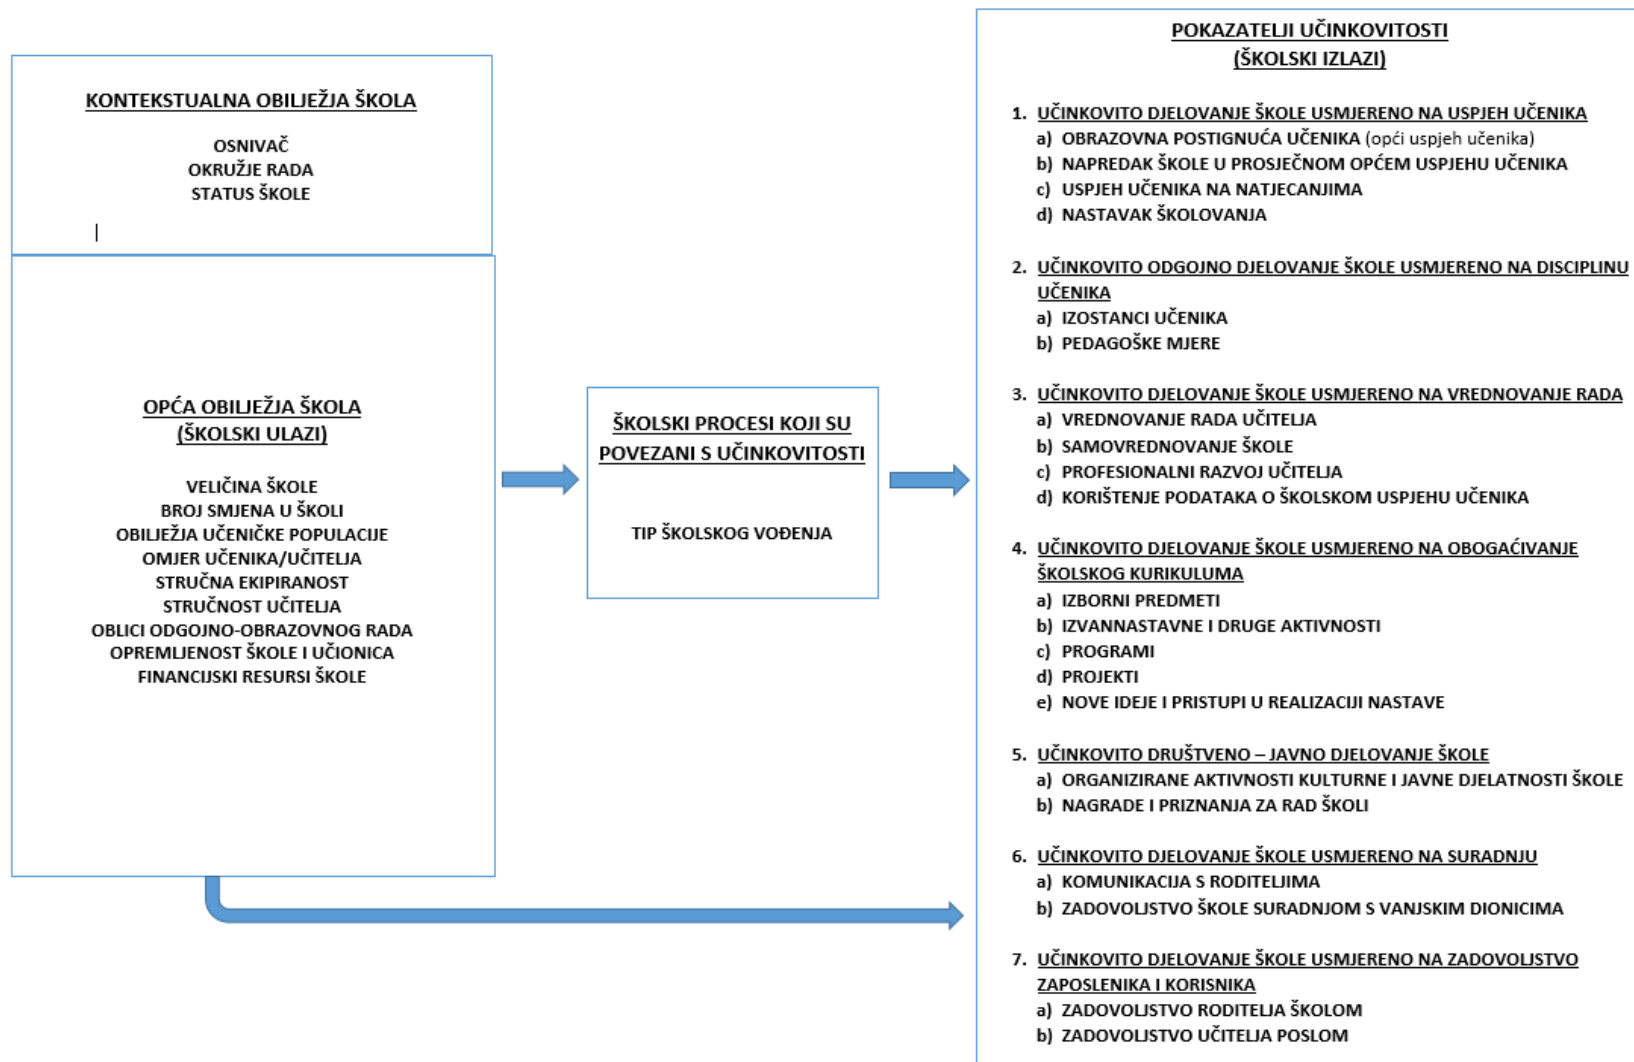 KONTEKSTUALNA OBILJEŽJA ŠKOLA
OSNIVAČ
OKRUŽJE RADA
STATUS ŠKOLE
OPĆA OBILJEŽJA ŠKOLA
(ŠKOLSKI ULAZI)
VELIČINA ŠKOLE
BROJ SMJENA U ŠKOLI
OBILJEŽJA UČENIČKE POPULACIJE
OMJER UČENIKA/UČITELJA
STRUČNA EKIPIRANOST
STRUČNOST UČITELJA
OBLICI ODGOJNO-OBRAZOVNOG RADA
OPREMLJENOST ŠKOLE I UČIONICA
FINANCIJSKI RESURSI ŠKOLE
ŠKOLSKI PROCESI KOJI SU
POVEZANI S UČINKOVITOSTI
TIP ŠKOLSKOG VOĐENJA
POKAZATELJI UČINKOVITOSTI
(ŠKOLSKI IZLAZI)
1. UČINKOVITO DJELOVANJE ŠKOLE USMJERENO NA USPJEH UČENIKA
a) OBRAZOVNA POSTIGNUĆA UČENIKA (opći uspjeh učenika)
b) NAPREDAK ŠKOLE U PROSJEČNOM OPĆEM USPJEHU UČENIKA
c) USPJEH UČENIKA NA NATJECANJIMA
d) NASTAVAK ŠKOLOVANJA
2. UČINKOVITO ODGOJNO DJELOVANJE ŠKOLE USMJERENO NA DISCIPLINU
UČENIKA
a) IZOSTANCI UČENIKA
b) PEDAGOŠKE MJERE
3. UČINKOVITO DJELOVANJE ŠKOLE USMJERENO NA VREDNOVANJE RADA
a) VREDNOVANJE RADA UČITELJA
b) SAMOVREDNOVANJE ŠKOLE
c) PROFESIONALNI RAZVOJ UČITELJA
d) KORIŠTENJE PODATAKA O ŠKOLSKOM USPJEHU UČENIKA
4. UČINKOVITO DJELOVANJE ŠKOLE USMJERENO NA OBOGAĆIVANJE
ŠKOLSKOG KURIKULUMA
a) IZBORNI PREDMETI
b) IZVANNASTAVNE I DRUGE AKTIVNOSTI
c) PROGRAMI
d) PROJEKTI
e) NOVE IDEJE I PRISTUPI U REALIZACIJI NASTAVE
5. UČINKOVITO DRUŠTVENO – JAVNO DJELOVANJE ŠKOLE
a) ORGANIZIRANE AKTIVNOSTI KULTURNE I JAVNE DJELATNOSTI ŠKOLE
b) NAGRADE I PRIZNANJA ZA RAD ŠKOLI
6. UČINKOVITO DJELOVANJE ŠKOLE USMJERENO NA SURADNJU
a) KOMUNIKACIJA S RODITELJIMA
b) ZADOVOLJSTVO ŠKOLE SURADNJOM S VANJSKIM DIONICIMA
7. UČINKOVITO DJELOVANJE ŠKOLE USMJERENO NA ZADOVOLJSTVO
ZAPOSLENIKA I KORISNIKA
a) ZADOVOLJSTVO RODITELJA ŠKOLOM
b) ZADOVOLJSTVO UČITELJA POSLOM